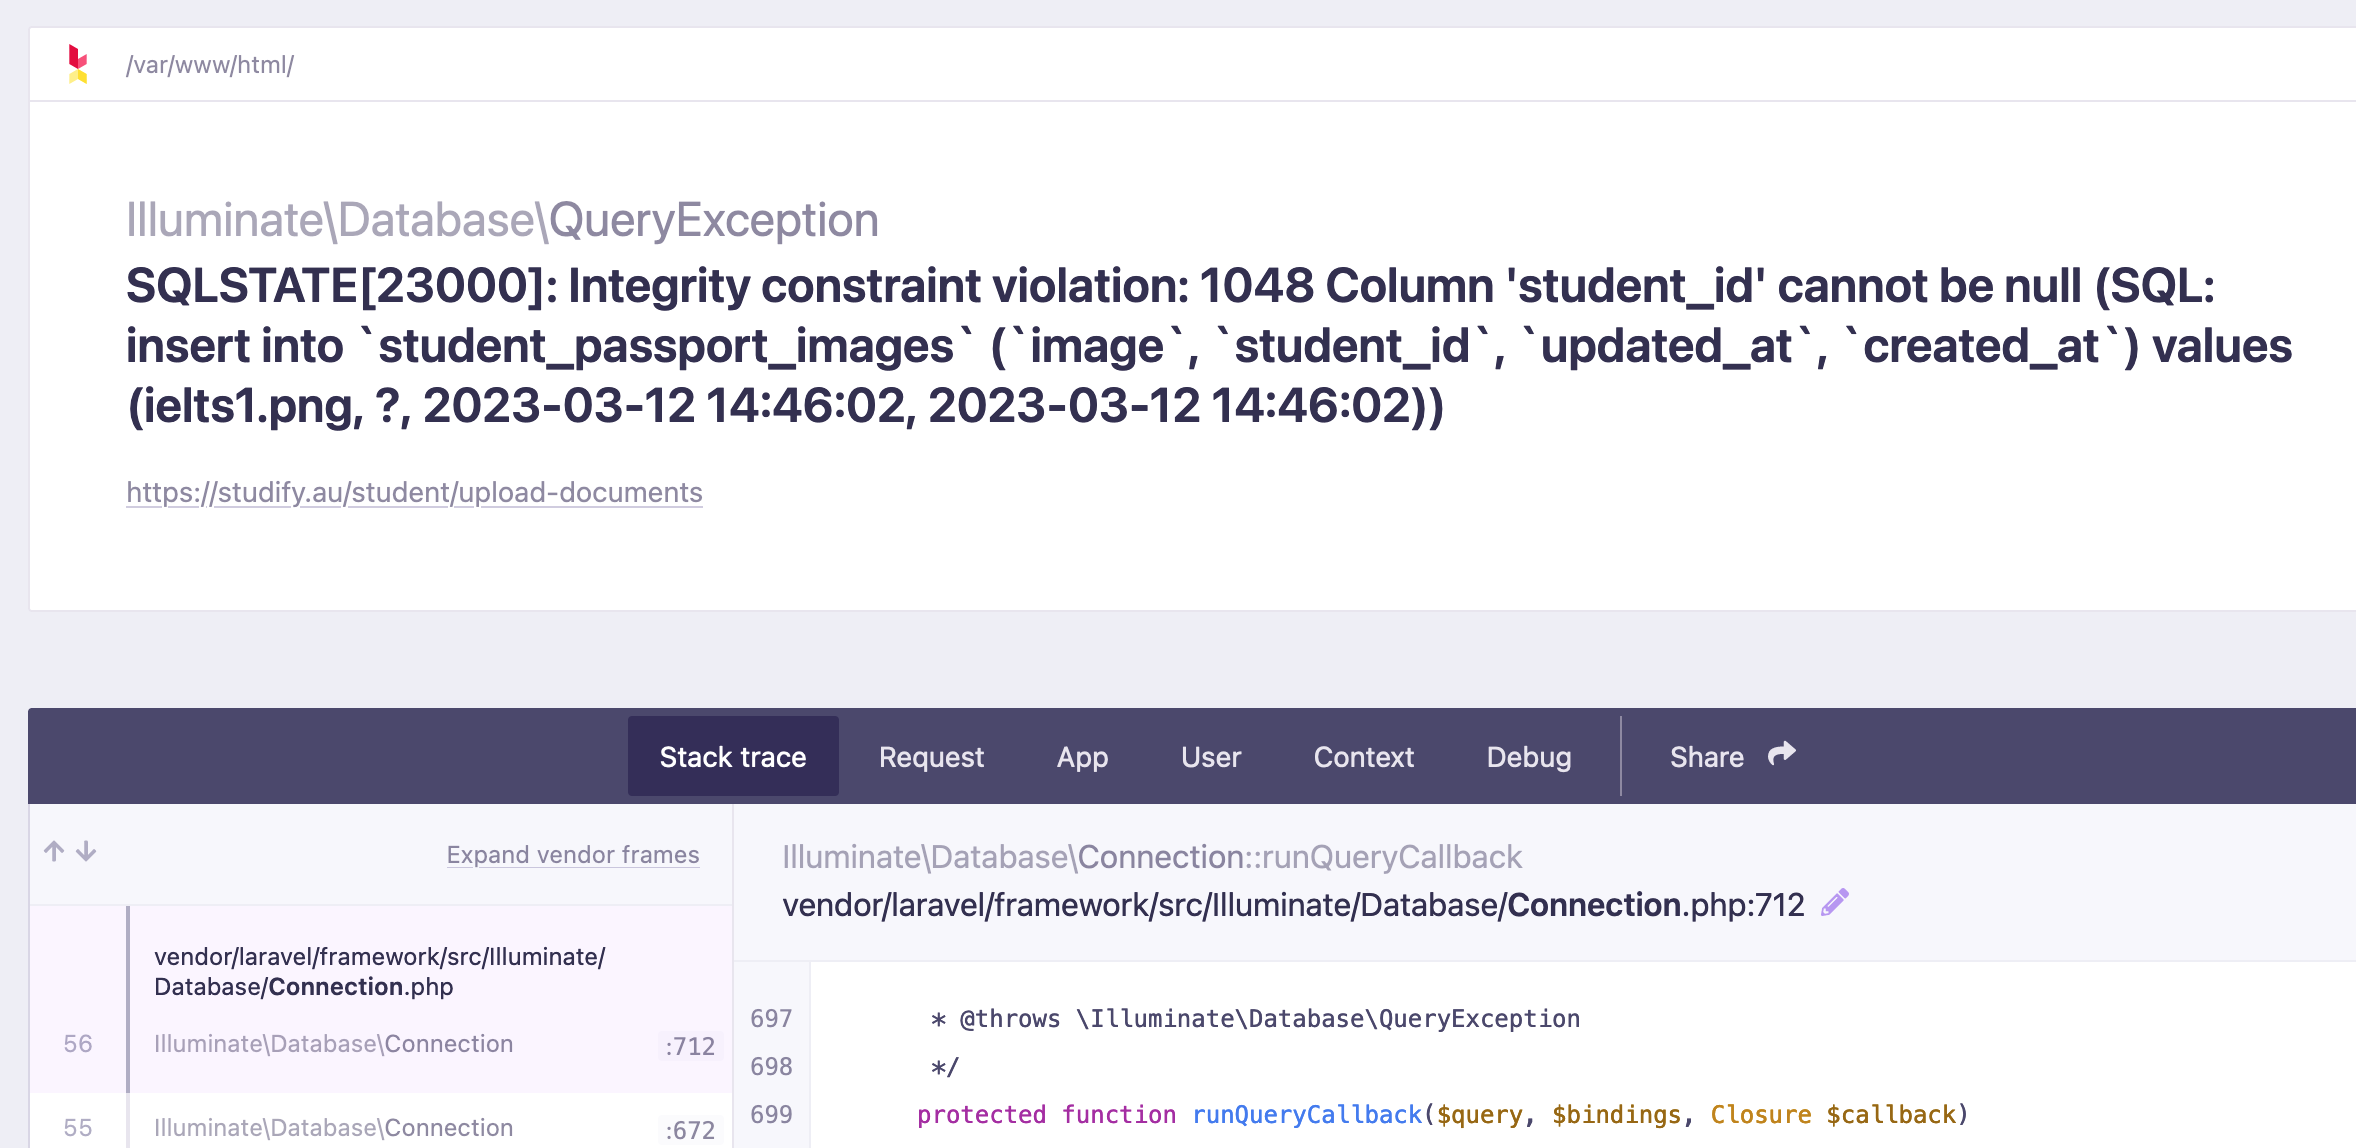 /var/www/html/
Illuminate\Database\QueryException
SQLSTATE[23000]: Integrity constraint violation: 1048 Column 'student_id' cannot be null (SQL:
insert into `student_passport_images` (`image`, `student_id`, `updated_at`, `created_at`) values
(ielts1.png, ?, 2023-03-12 14:46:02, 2023-03-12 14:46:02))
https://studify.au/student/upload-documents
Stack trace Request App User Context Debug Share
Expand vendor frames
vendor/laravel/framework/src/Illuminate/
Database/Connection.php
56 Illuminate\Database\Connection :712
55 Illuminate\Database\Connection :672
Illuminate\Database\Connection::runQueryCallback
vendor/laravel/framework/src/Illuminate/Database/Connection.php:712
697 * @throws \Illuminate\Database\QueryException
698 */
699 protected function runQueryCallback($query, $bindings, Closure $callback)